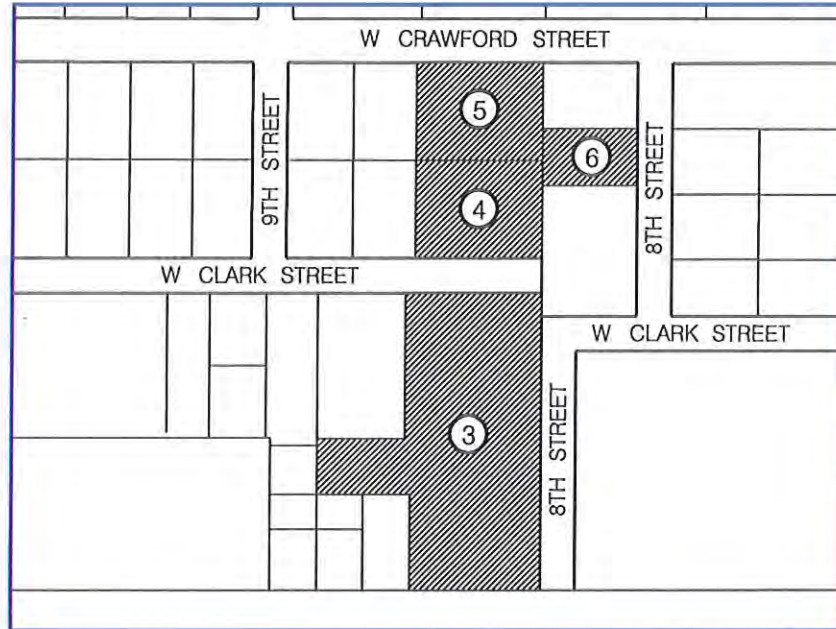 W CRAWFORD STREET
5
9TH STREET
6
8TH STREET
4
W CLARK STREET
W CLARK STREET
3
8TH STREET